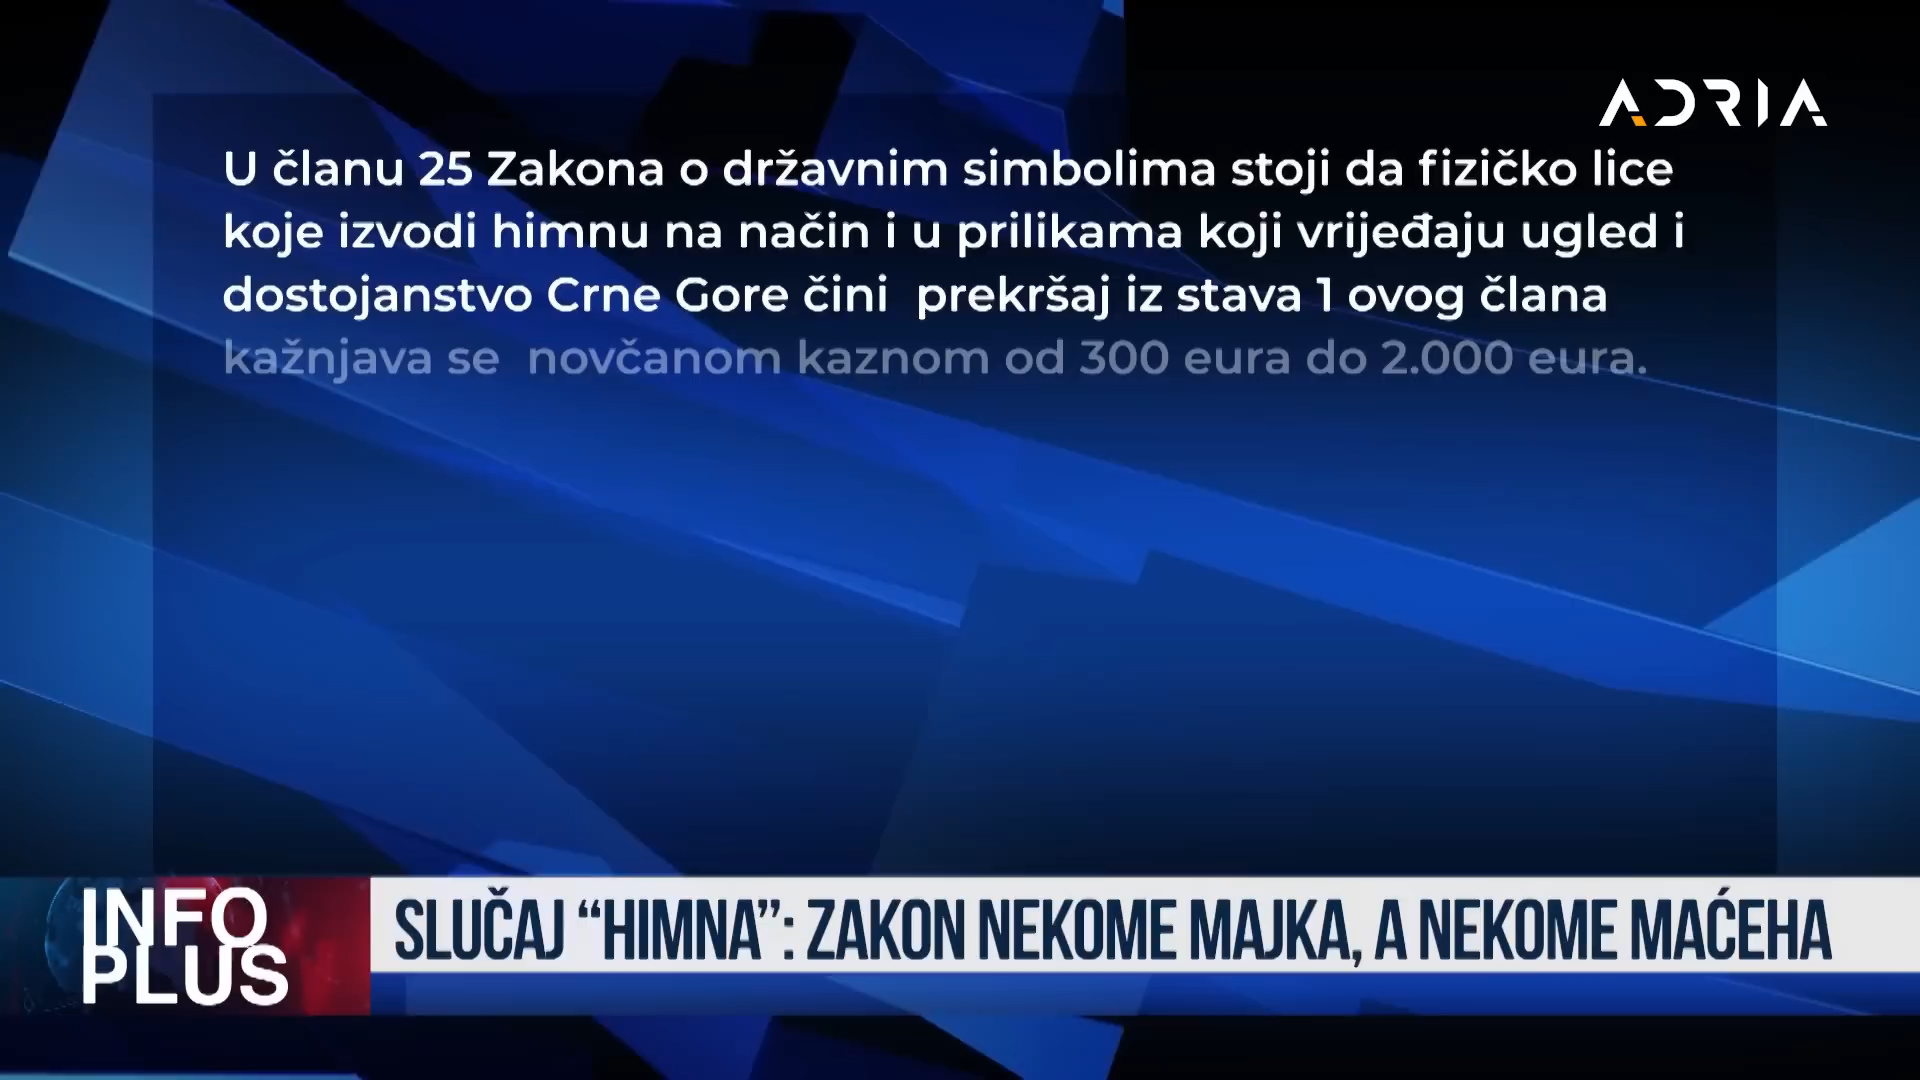 ADRIA
U članu 25 Zakona o državnim simbolima stoji da fizičko lice
koje izvodi himnu na način i u prilikama koji vrijeđaju ugled i
dostojanstvo Crne Gore čini  prekršaj iz stava 1 ovog člana
kažnjava se  novčanom kaznom od 300 eura do 2.000 eura.
INFO
PLUS
SLUČAJ “HIMNA”: ZAKON NEKOME MAJKA, A NEKOME MAĆEHA